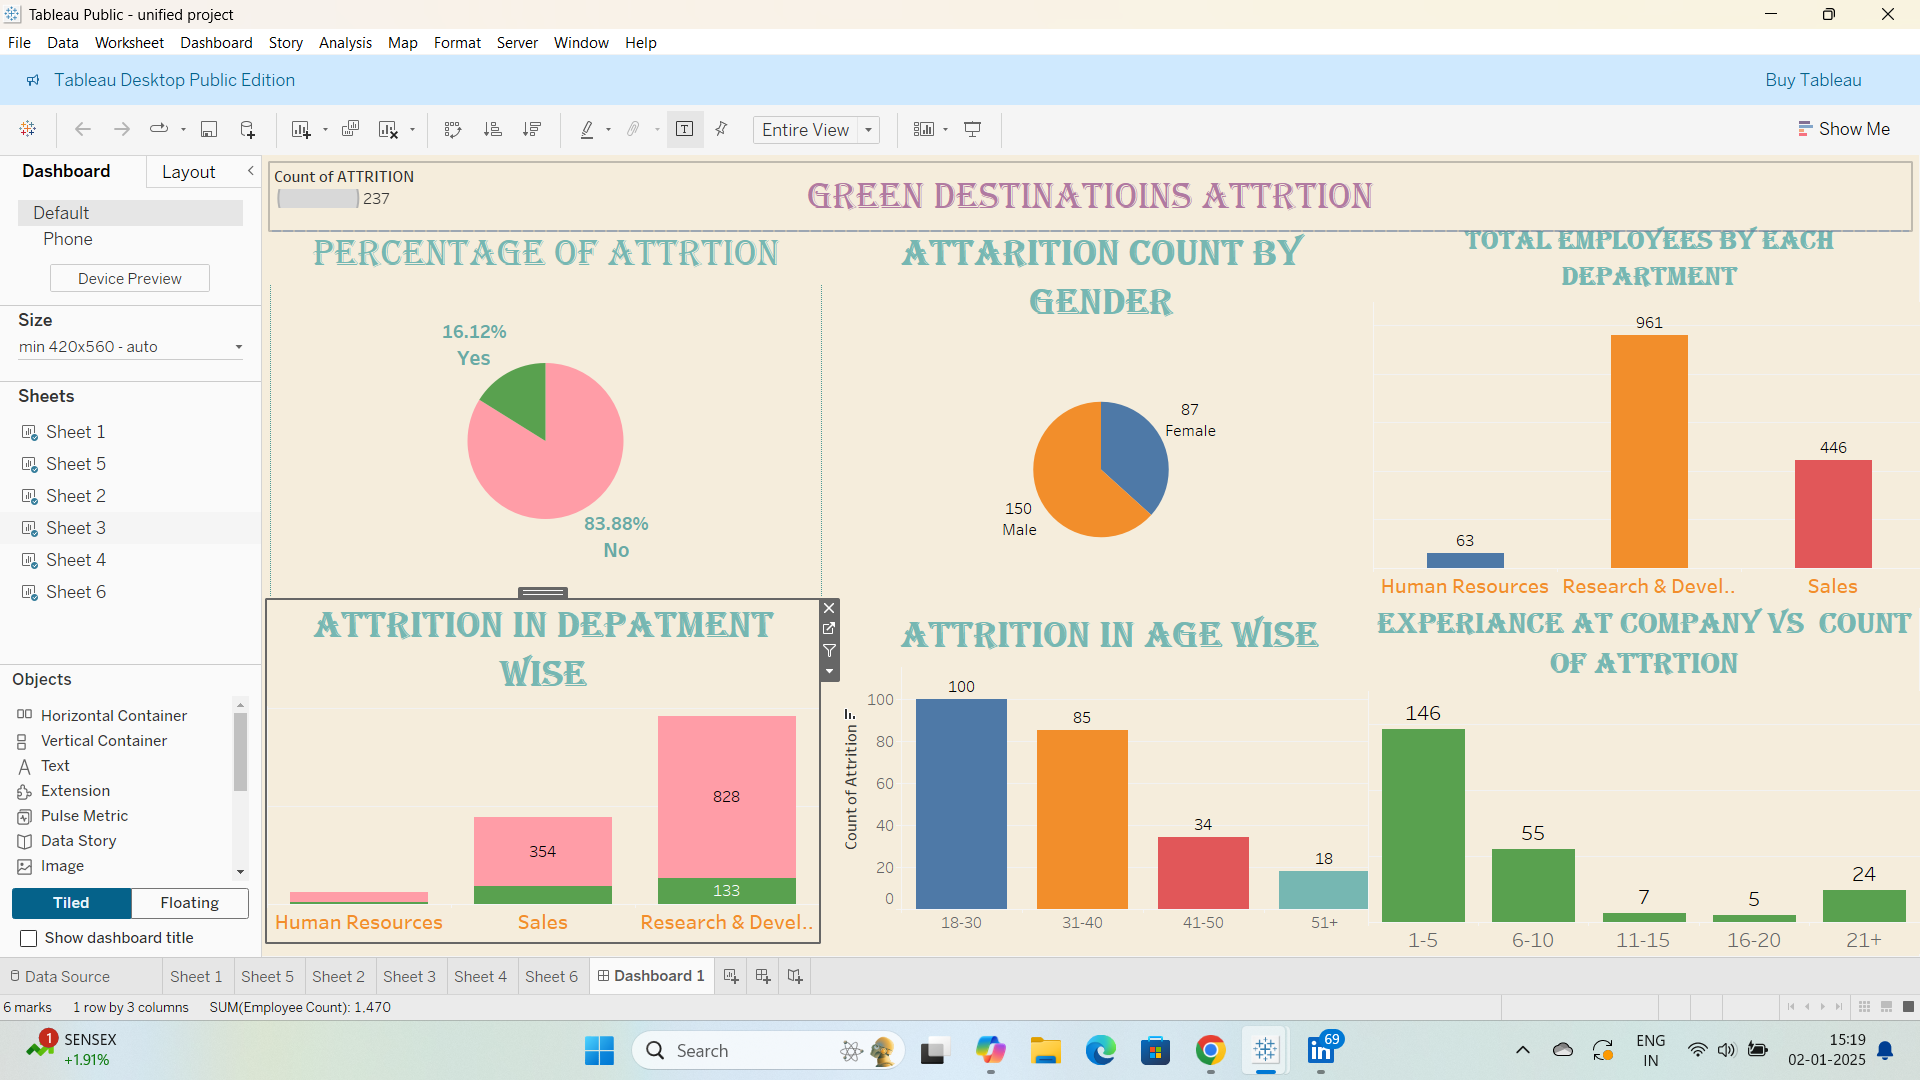 Tableau Public - unified project
File Data Worksheet Dashboard Story Analysis Map Format Server Window Help
Tableau Desktop Public Edition
Buy Tableau
Entire View
Show Me
Dashboard
Layout
Default
Phone
Device Preview
Size
min 420x560 - auto
Sheets
Sheet 1
Sheet 5
Sheet 2
Sheet 3
Sheet 4
Sheet 6
Objects
Horizontal Container
Vertical Container
Text
Extension
Pulse Metric
Data Story
Image
Tiled
Floating
Show dashboard title
Count of ATTRITION
237
GREEN DESTINATIOINS ATTRTION
PERCENTAGE OF ATTRTION
16.12%
Yes
83.88%
No
ATTARITION COUNT BY
GENDER
87
Female
150
Male
TOTAL EMPLOYEES BY EACH
DEPARTMENT
961
446
63
Human Resources Research & Devel.. Sales
ATTRITION IN DEPATMENT
WISE
828
354
133
Human Resources Sales Research & Devel..
ATTRITION IN AGE WISE
Count of Attrition
100
80
60
40
20
0
100
85
34
18
18-30 31-40 41-50 51+
EXPERIANCE AT COMPANY VS COUNT
OF ATTRTION
146
55
7
5
24
1-5 6-10 11-15 16-20 21+
Data Source Sheet 1 Sheet 5 Sheet 2 Sheet 3 Sheet 4 Sheet 6 Dashboard 1
6 marks 1 row by 3 columns SUM(Employee Count): 1,470
1
SENSEX
+1.91%
Search
69
ENG
IN
15:19
02-01-2025